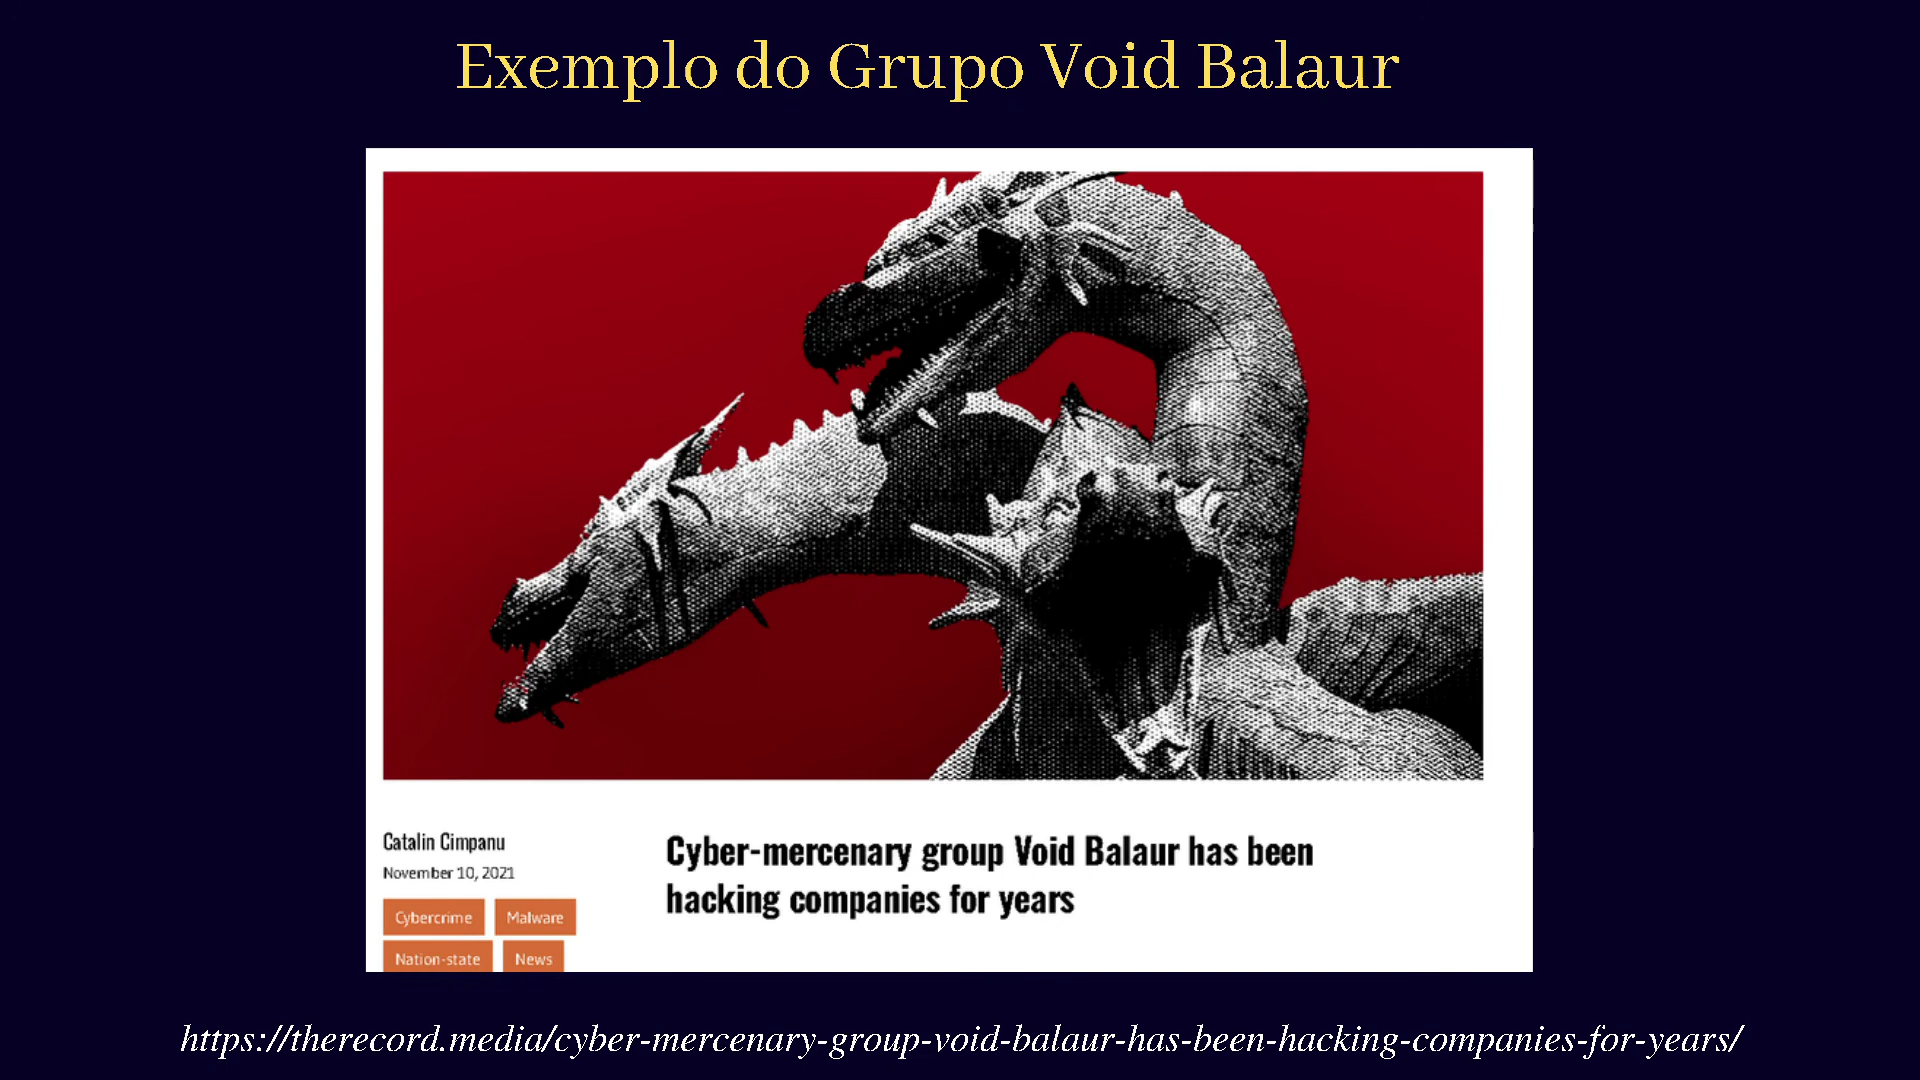 Exemplo do Grupo Void Balaur
Catalin Cimpanu
November 10, 2021
Cybercrime
Malware
Nation-state
News
Cyber-mercenary group Void Balaur has been
hacking companies for years
https://therecord.media/cyber-mercenary-group-void-balaur-has-been-hacking-companies-for-years/